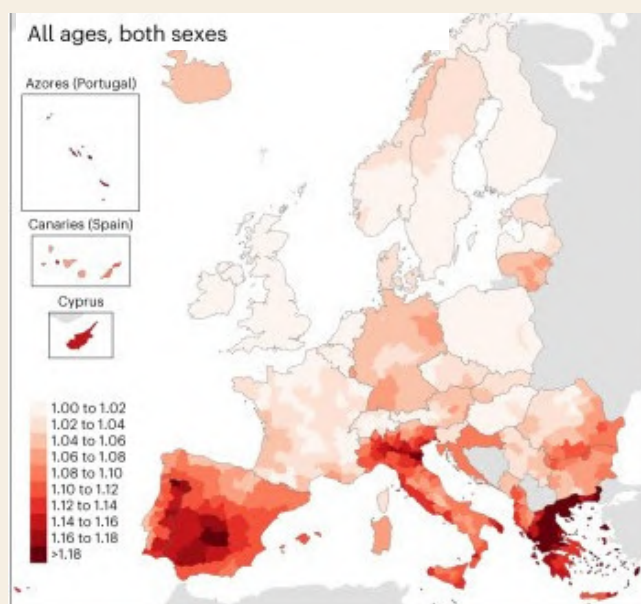 All ages, both sexes
Azores (Portugal)
Canaries (Spain)
Cyprus
1.00 to 1.02
1.02 to 1.04
1.04 to 1.06
1.06 to 1.08
1.08 to 1.10
1.10 to 1.12
1.12 to 1.14
1.14 to 1.16
1.16 to 1.18
>1.18